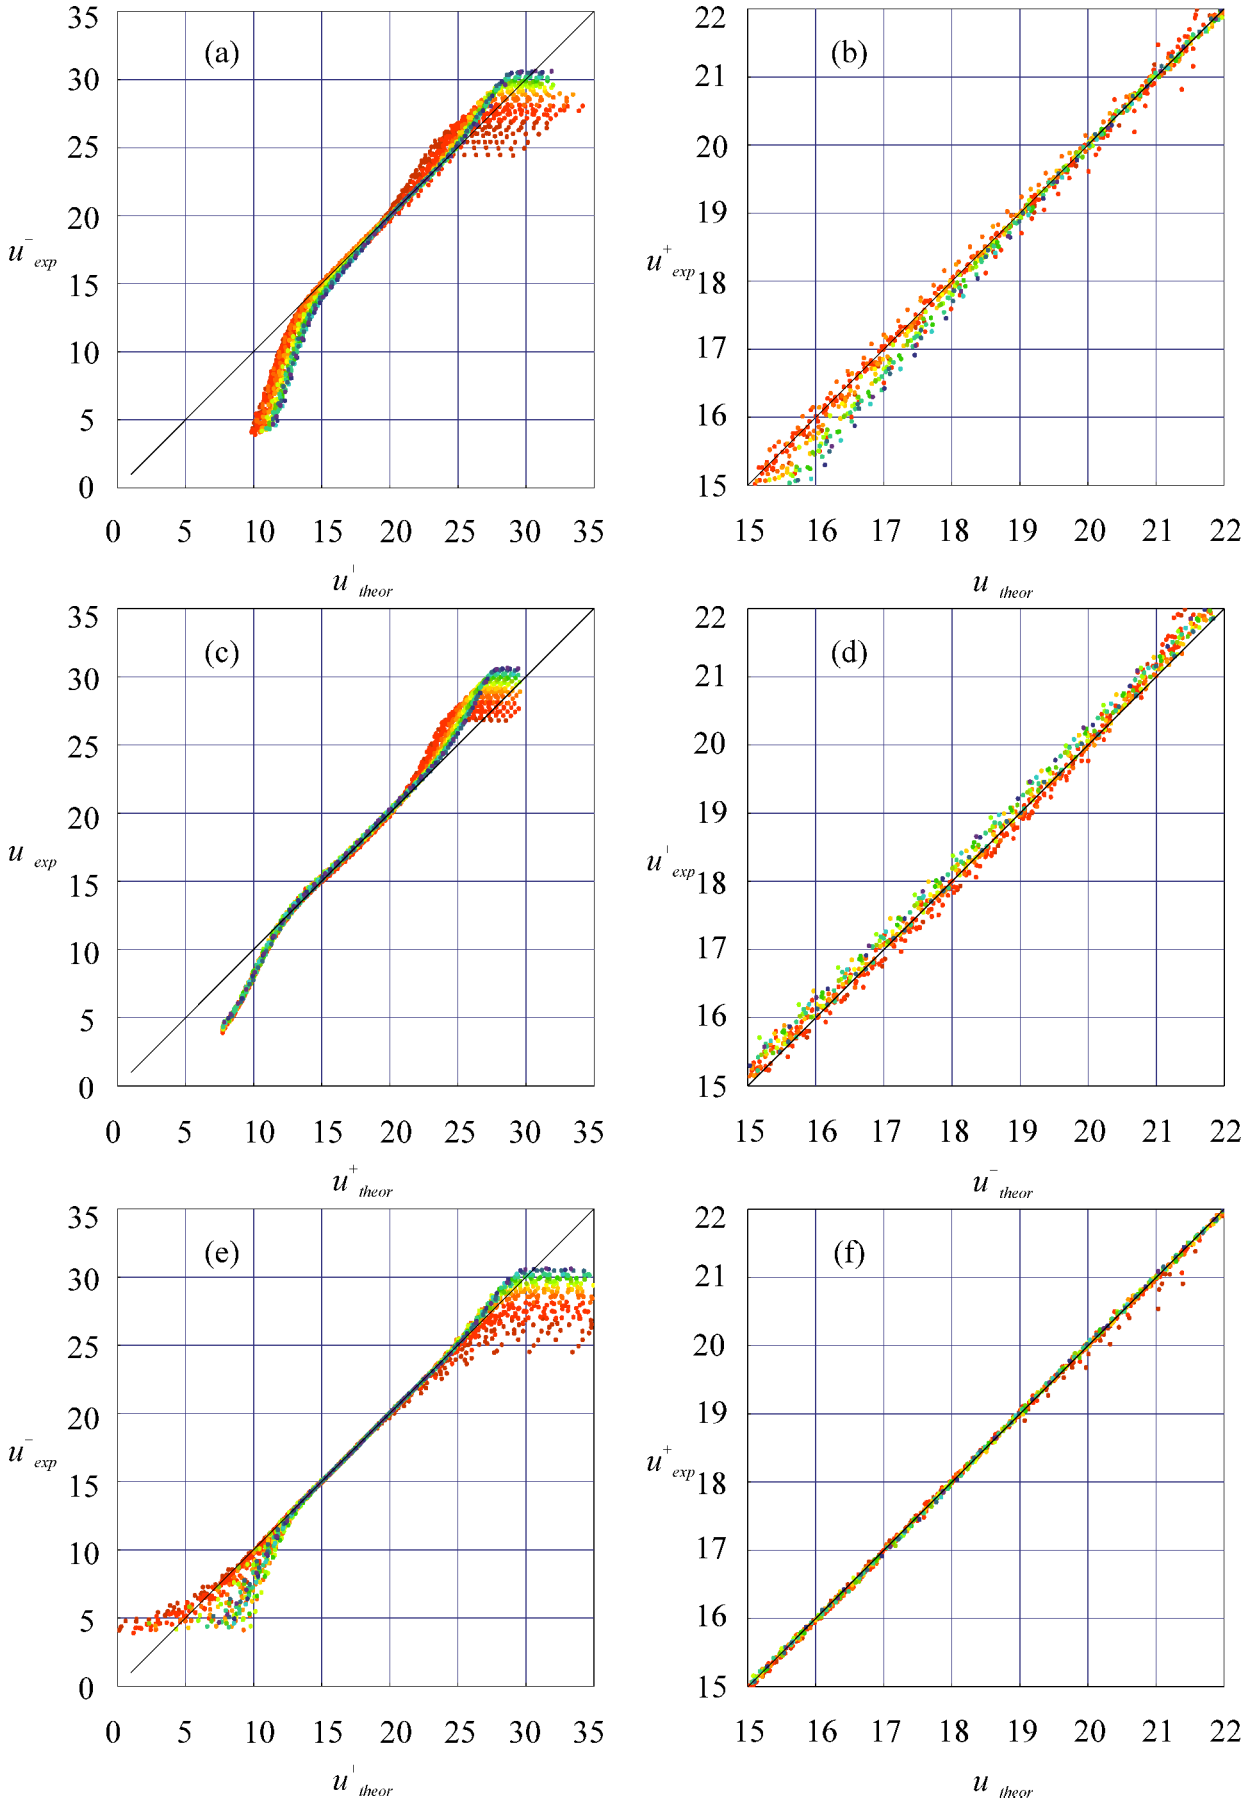 (a)
35
30
25
20
15
10
5
0
0 5 10 15 20 25 30 35
u⁻ exp
u ˈ theor
(b)
22
21
20
19
18
17
16
15
15 16 17 18 19 20 21 22
u⁺ exp
u theor
(c)
35
30
25
20
15
10
5
0
0 5 10 15 20 25 30 35
u exp
u⁺ theor
(d)
22
21
20
19
18
17
16
15
15 16 17 18 19 20 21 22
u ˈ exp
u⁻ theor
(e)
35
30
25
20
15
10
5
0
0 5 10 15 20 25 30 35
u⁻ exp
u ˈ theor
(f)
22
21
20
19
18
17
16
15
15 16 17 18 19 20 21 22
u⁺ exp
u theor